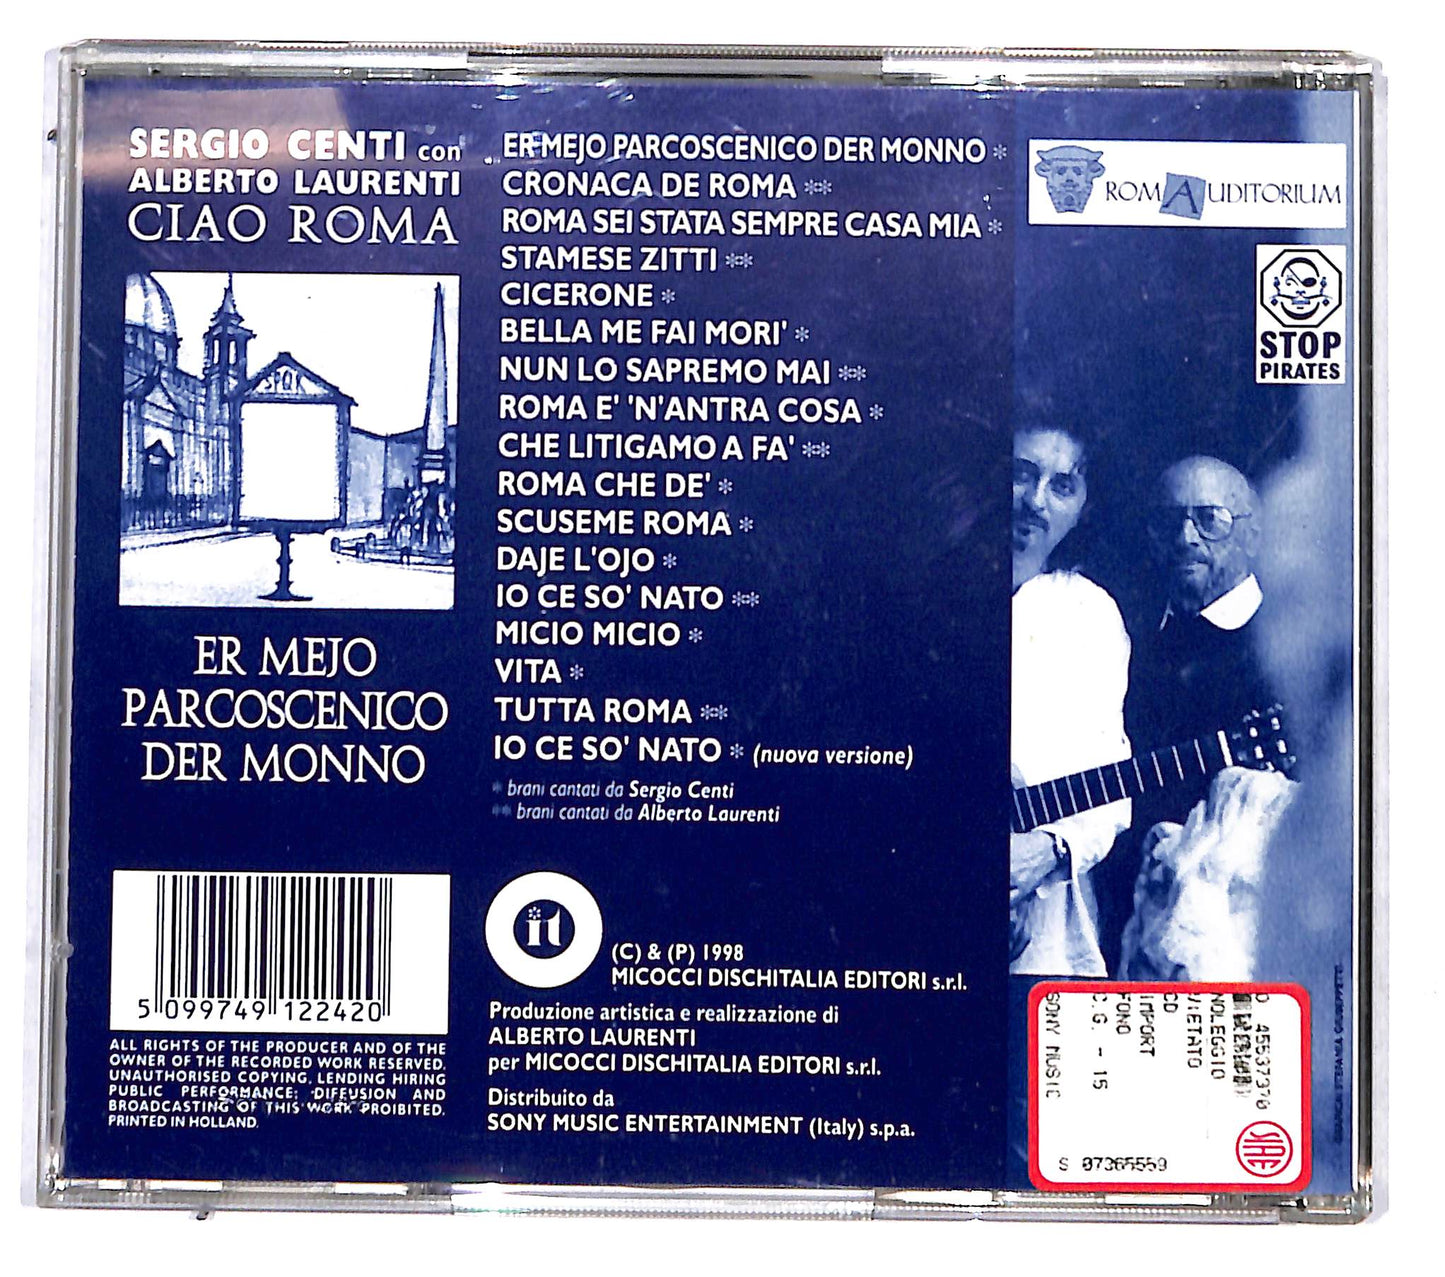 SERGIO CENTI con
ALBERTO LAURENTI
CIAO ROMA
ER MEJO
PARCOSCENICO
DER MONNO
ER MEJO PARCOSCENICO DER MONNO *
CRONACA DE ROMA **
ROMA SEI STATA SEMPRE CASA MIA *
STAMESE ZITTI **
CICERONE *
BELLA ME FAI MORI' *
NUN LO SAPREMO MAI **
ROMA E' 'N'ANTRA COSA *
CHE LITIGAMO A FA' **
ROMA CHE DE' *
SCUSEME ROMA *
DAJE L'OJO *
IO CE SO' NATO **
MICIO MICIO *
VITA *
TUTTA ROMA **
IO CE SO' NATO * (nuova versione)
* brani cantati da Sergio Centi
** brani cantati da Alberto Laurenti
ROMAUDITORIUM
STOP
PIRATES
5 099749 122420
ALL RIGHTS OF THE PRODUCER AND OF THE
OWNER OF THE RECORDED WORK RESERVED.
UNAUTHORISED COPYING, LENDING HIRING
PUBLIC PERFORMANCE; DIFFUSION AND
BROADCASTING OF THIS WORK PROIBITED.
PRINTED IN HOLLAND.
it
(C) & (P) 1998
MICOCCI DISCHITALIA EDITORI s.r.l.
Produzione artistica e realizzazione di
ALBERTO LAURENTI
per MICOCCI DISCHITALIA EDITORI s.r.l.
Distribuito da
SONY MUSIC ENTERTAINMENT (Italy) s.p.a.
D 45537370
NOLEGGIO
VIETATO
CD
IMPORT
FONO
C.G. - 15
SONY MUSIC
S 07365559
SIAE